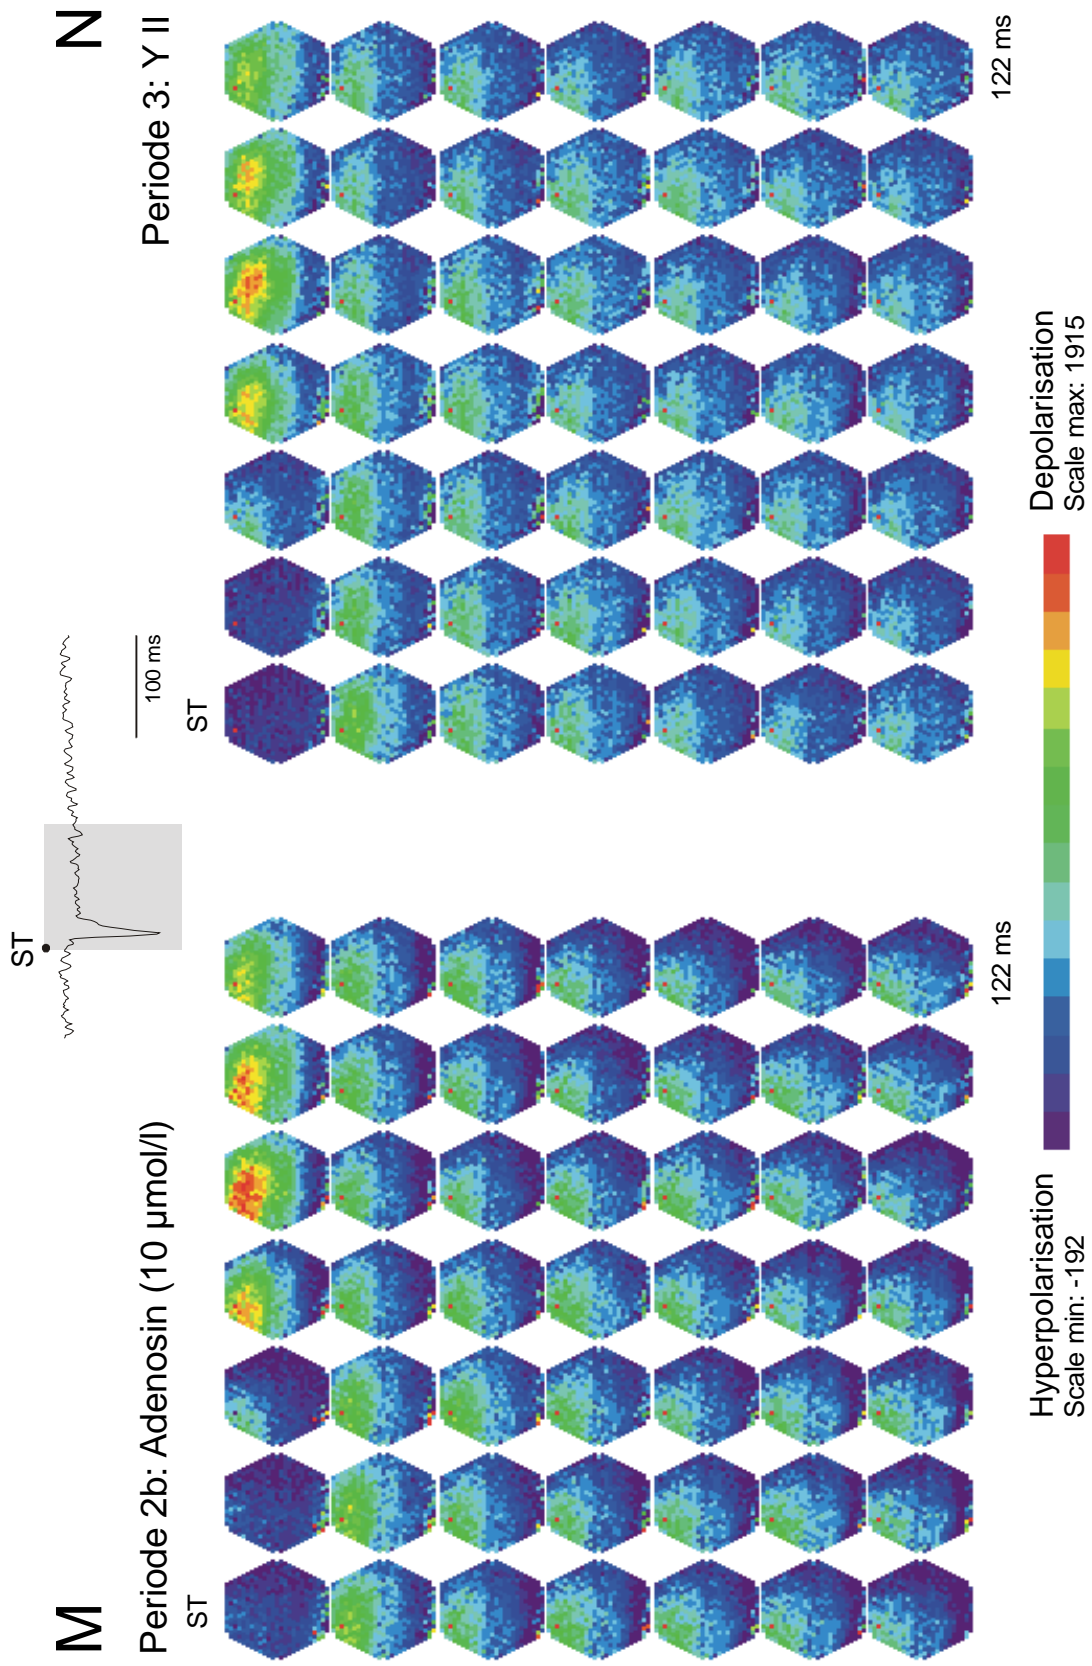 M
Periode 2b: Adenosin (10 µmol/l)
ST
122 ms
ST
100 ms
N
Periode 3: Y II
ST
122 ms
Hyperpolarisation
Scale min: -192
Depolarisation
Scale max: 1915